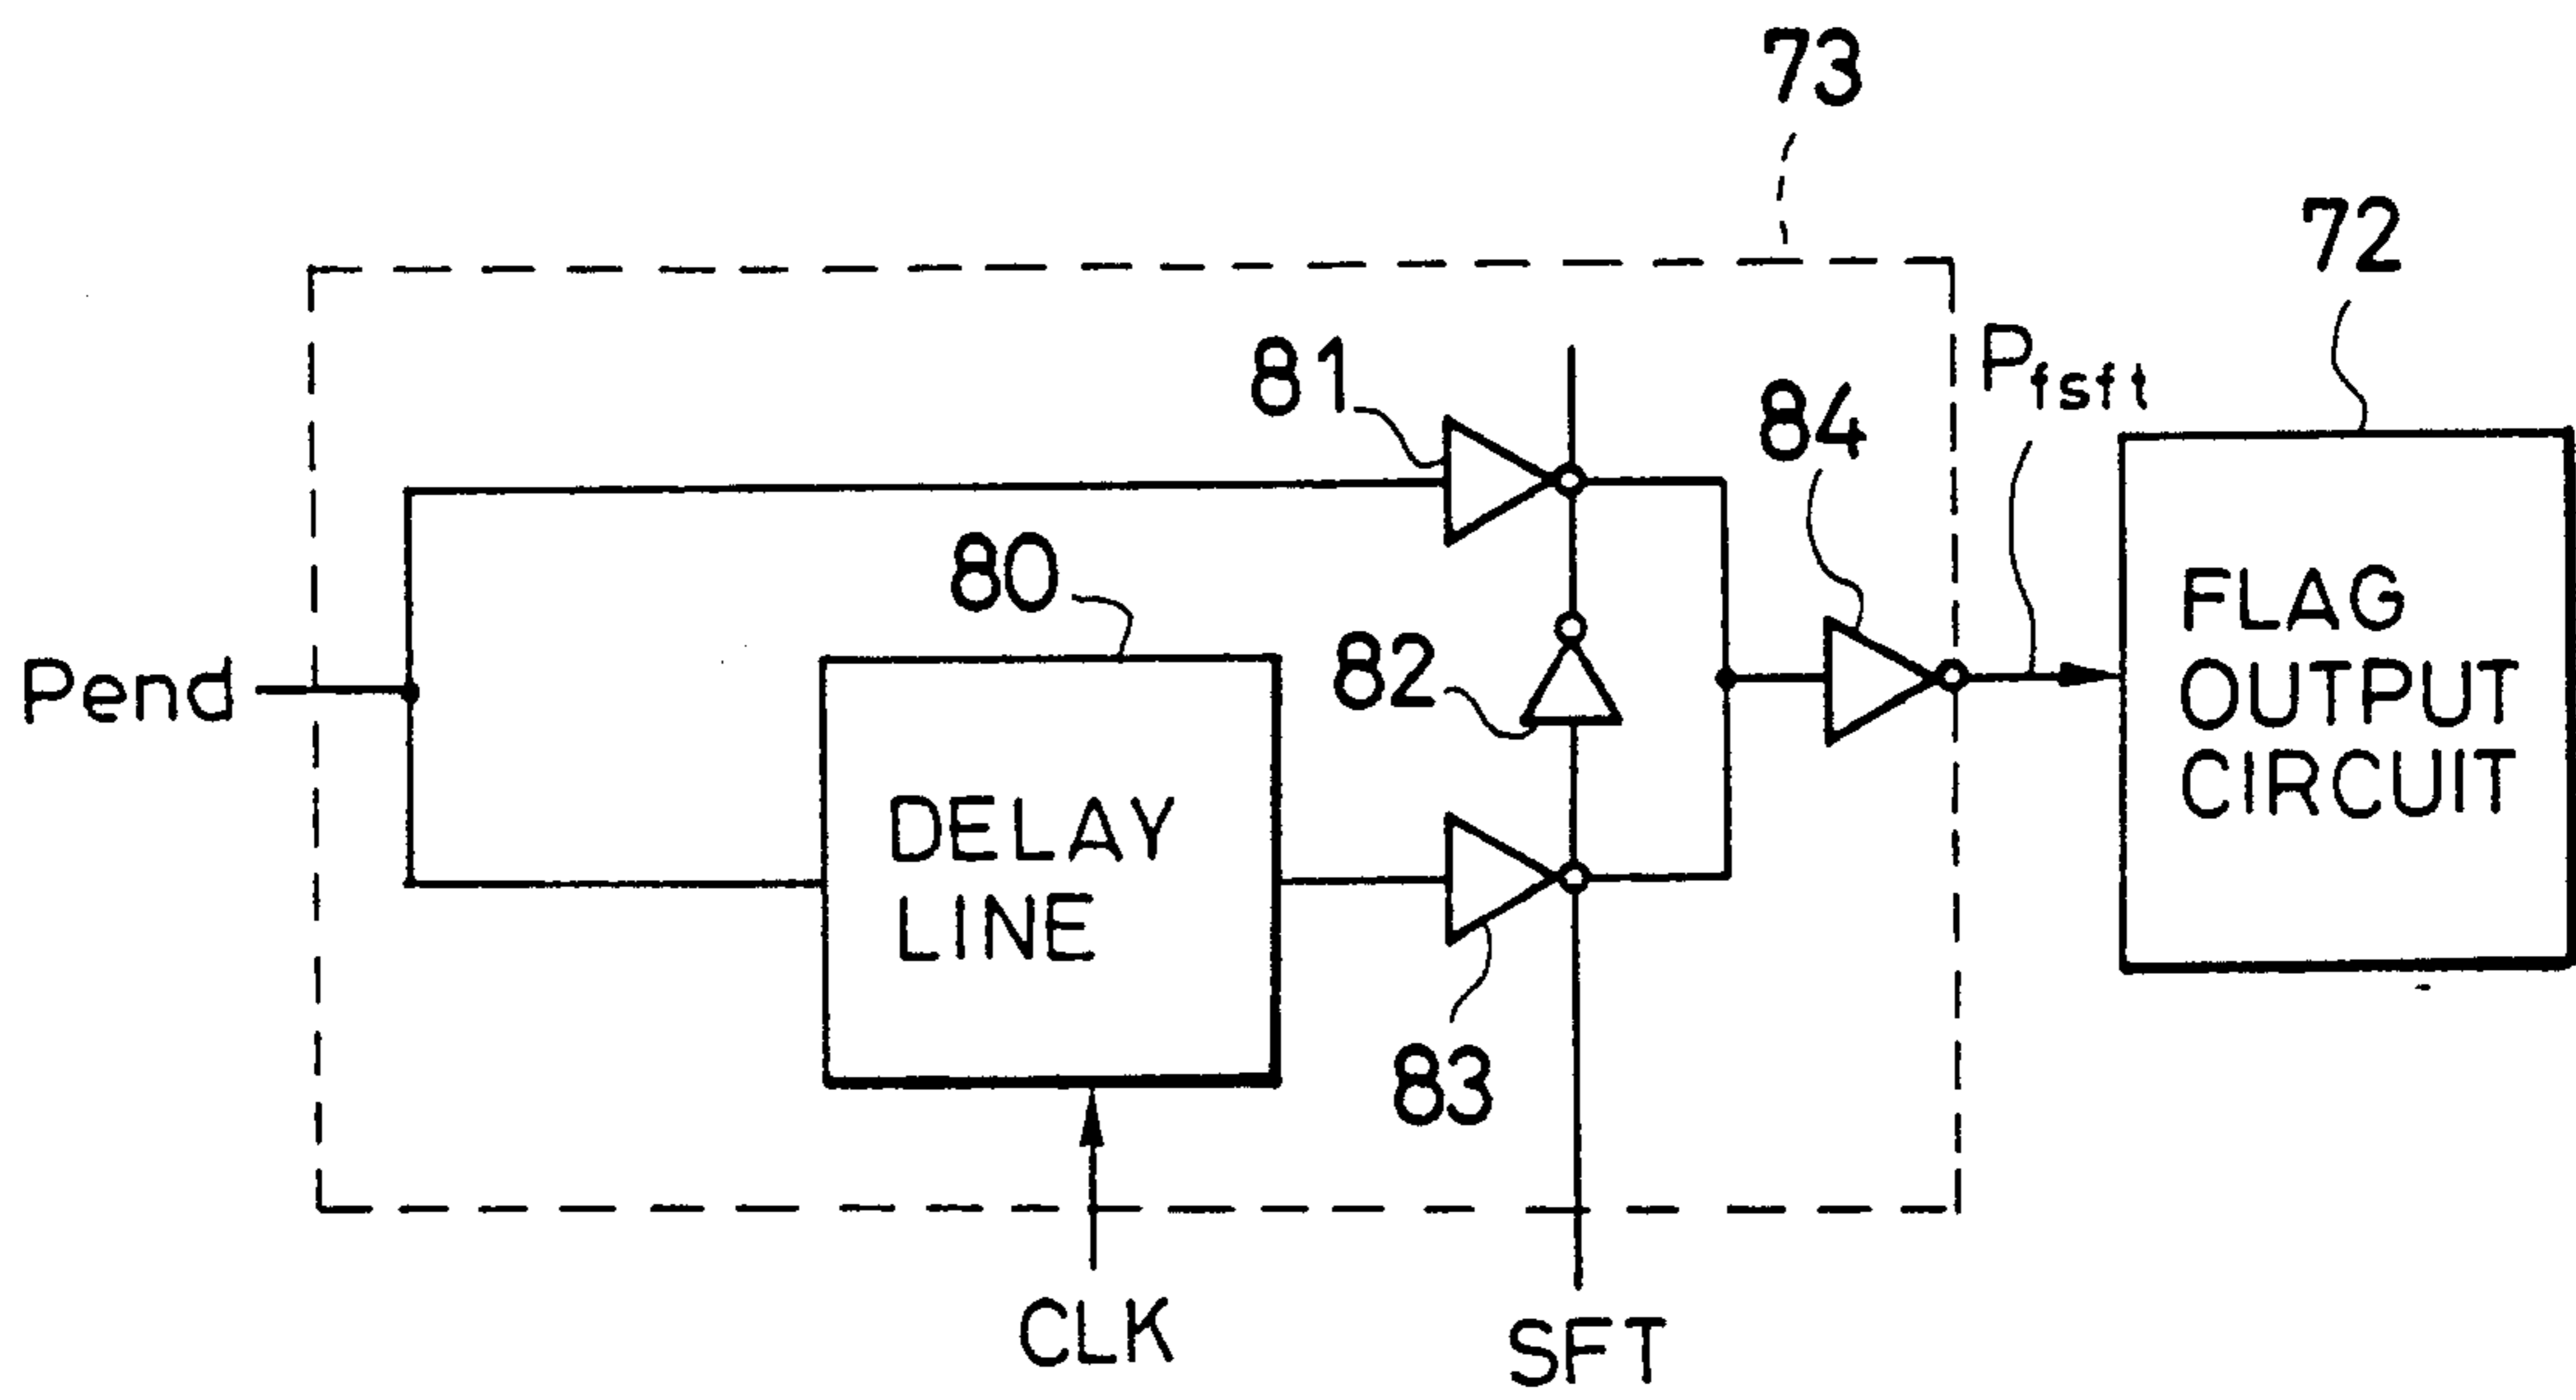 73
72
81
84
Pfsft
80
82
Pend
FLAG
OUTPUT
CIRCUIT
DELAY
LINE
83
CLK
SFT